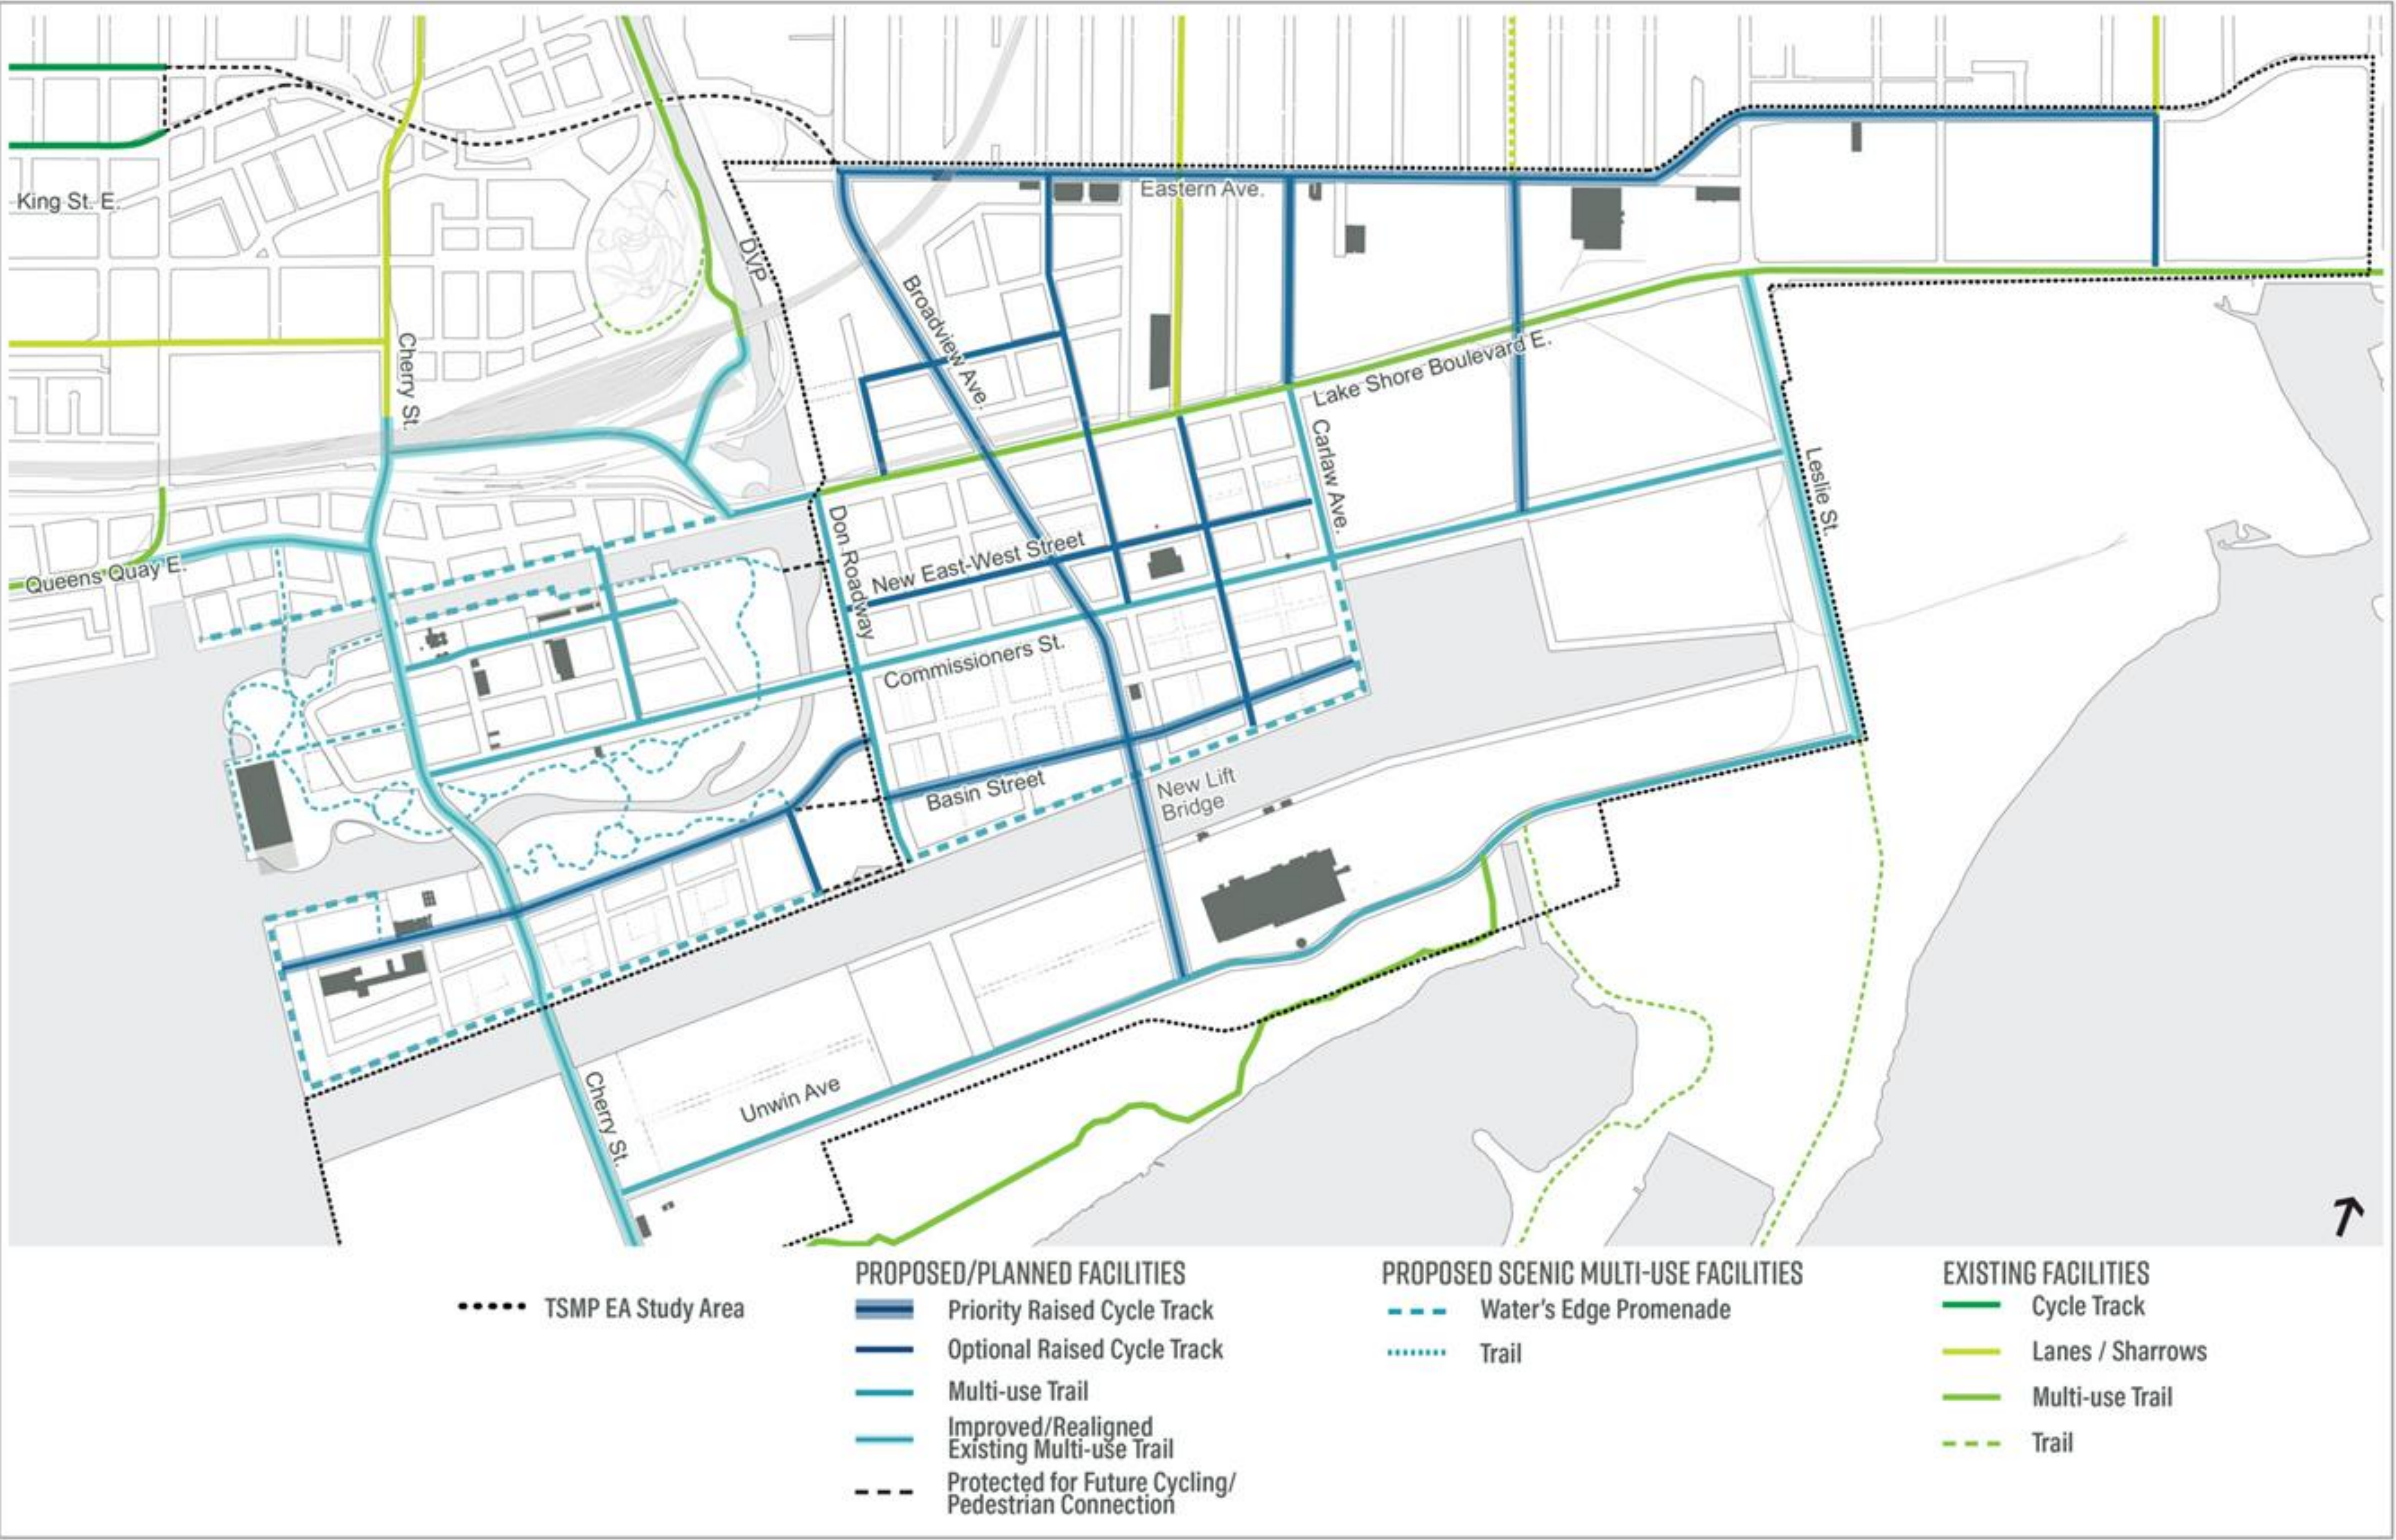 King St. E.
Eastern Ave.
DVP
Broadview Ave.
Cherry St.
Lake Shore Boulevard E.
Carlaw Ave.
Leslie St.
Don Roadway
New East-West Street
Queens Quay E.
Commissioners St.
Basin Street
New Lift
Bridge
Unwin Ave
Cherry St.
TSMP EA Study Area
PROPOSED/PLANNED FACILITIES
Priority Raised Cycle Track
Optional Raised Cycle Track
Multi-use Trail
Improved/Realigned
Existing Multi-use Trail
Protected for Future Cycling/
Pedestrian Connection
PROPOSED SCENIC MULTI-USE FACILITIES
Water's Edge Promenade
Trail
EXISTING FACILITIES
Cycle Track
Lanes / Sharrows
Multi-use Trail
Trail